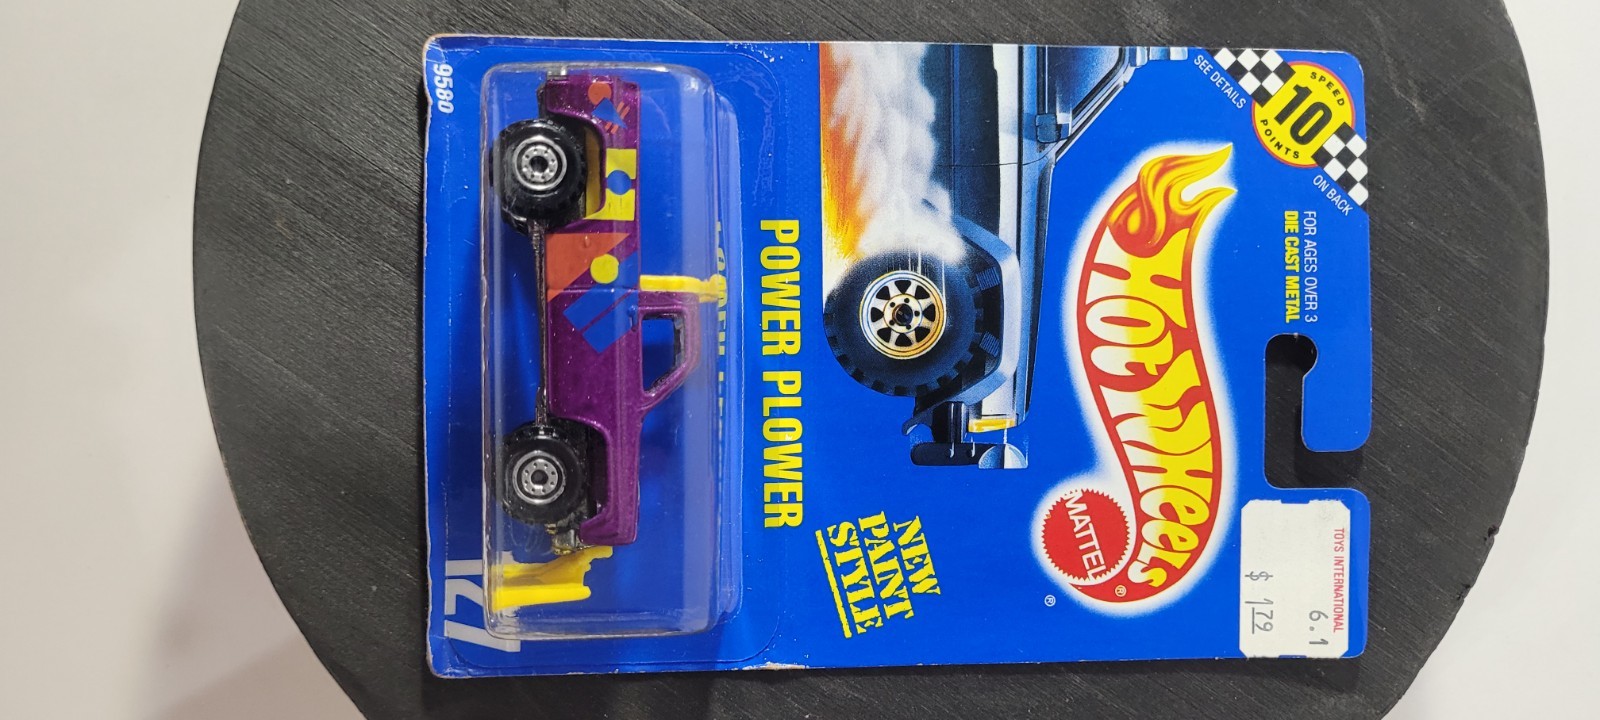 SEE DETAILS
SPEED
10
POINTS
ON BACK
FOR AGES OVER 3
DIE CAST METAL
HOT WHEELS
MATTEL
®
®
TOYS INTERNATIONAL
6.1
$ 1.79
NEW
PAINT
STYLE
POWER PLOWER
9580
127